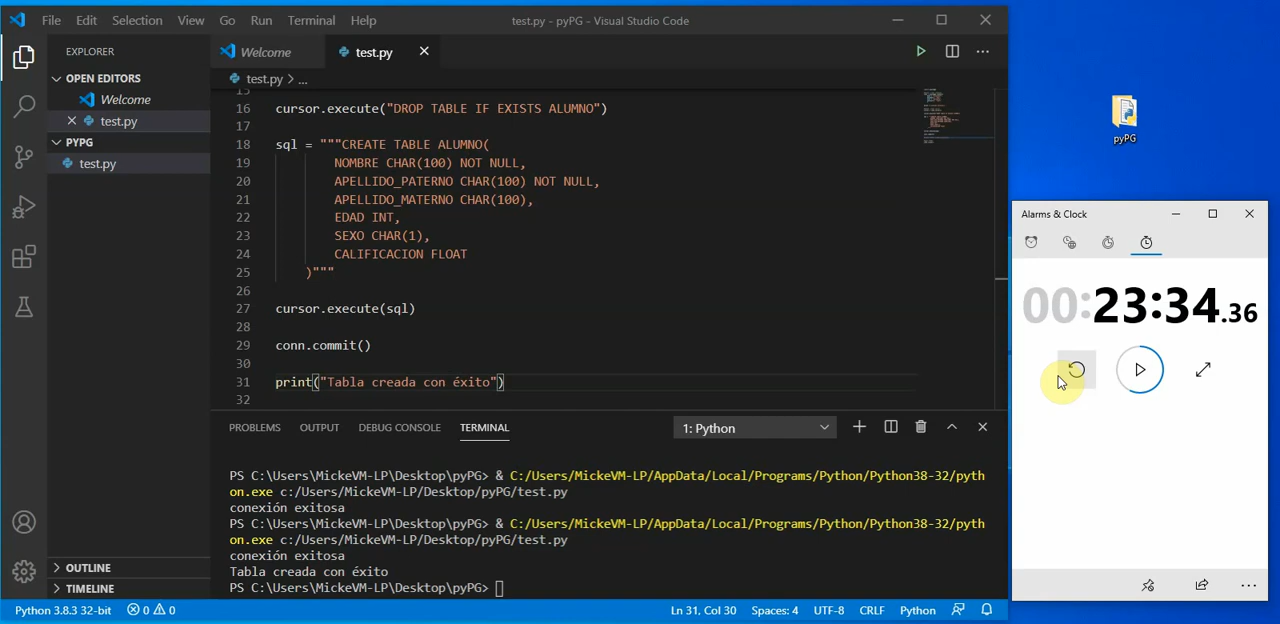 File Edit Selection View Go Run Terminal Help
test.py - pyPG - Visual Studio Code
EXPLORER
OPEN EDITORS
Welcome
test.py
PYPG
test.py
OUTLINE
TIMELINE
Welcome
test.py
test.py > ...
15
16 cursor.execute("DROP TABLE IF EXISTS ALUMNO")
17
18 sql = """CREATE TABLE ALUMNO(
19 NOMBRE CHAR(100) NOT NULL,
20 APELLIDO_PATERNO CHAR(100) NOT NULL,
21 APELLIDO_MATERNO CHAR(100),
22 EDAD INT,
23 SEXO CHAR(1),
24 CALIFICACION FLOAT
25 )"""
26
27 cursor.execute(sql)
28
29 conn.commit()
30
31 print("Tabla creada con éxito")
32
PROBLEMS OUTPUT DEBUG CONSOLE TERMINAL
1: Python
PS C:\Users\MickeVM-LP\Desktop\pyPG> & C:/Users/MickeVM-LP/AppData/Local/Programs/Python/Python38-32/pyth
on.exe c:/Users/MickeVM-LP/Desktop/pyPG/test.py
conexión exitosa
PS C:\Users\MickeVM-LP\Desktop\pyPG> & C:/Users/MickeVM-LP/AppData/Local/Programs/Python/Python38-32/pyth
on.exe c:/Users/MickeVM-LP/Desktop/pyPG/test.py
conexión exitosa
Tabla creada con éxito
PS C:\Users\MickeVM-LP\Desktop\pyPG>
Python 3.8.3 32-bit 0 0
Ln 31, Col 30 Spaces: 4 UTF-8 CRLF Python
pyPG
Alarms & Clock
00:23:34.36